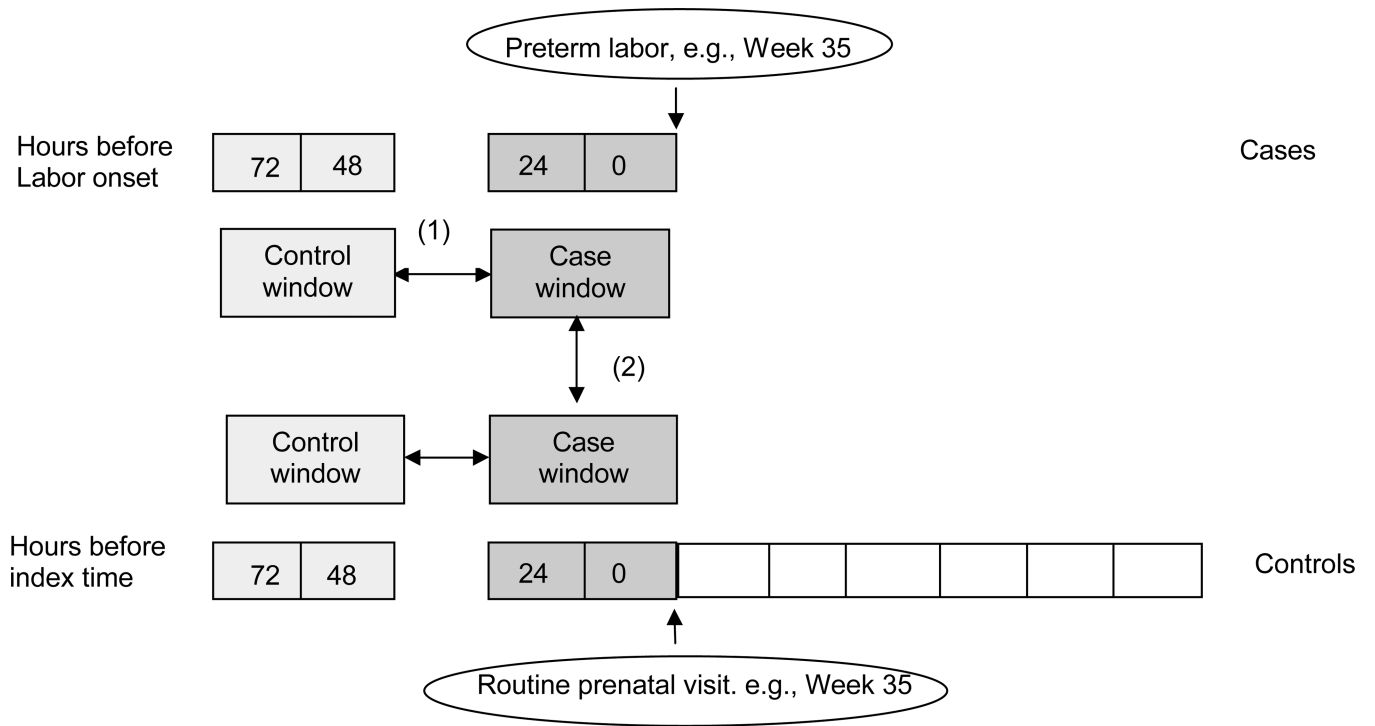 Preterm labor, e.g., Week 35
Hours before
Labor onset
72 48 24 0
Cases
(1)
Control
window
Case
window
(2)
Control
window
Case
window
Hours before
index time
72 48 24 0
Controls
Routine prenatal visit. e.g., Week 35